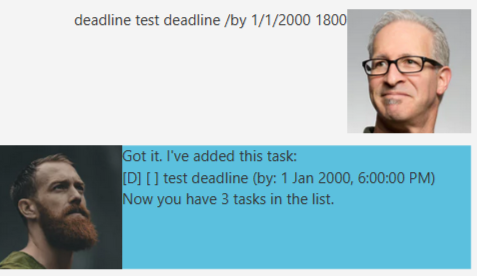 deadline test deadline /by 1/1/2000 1800
Got it. I've added this task:
[D] [ ] test deadline (by: 1 Jan 2000, 6:00:00 PM)
Now you have 3 tasks in the list.